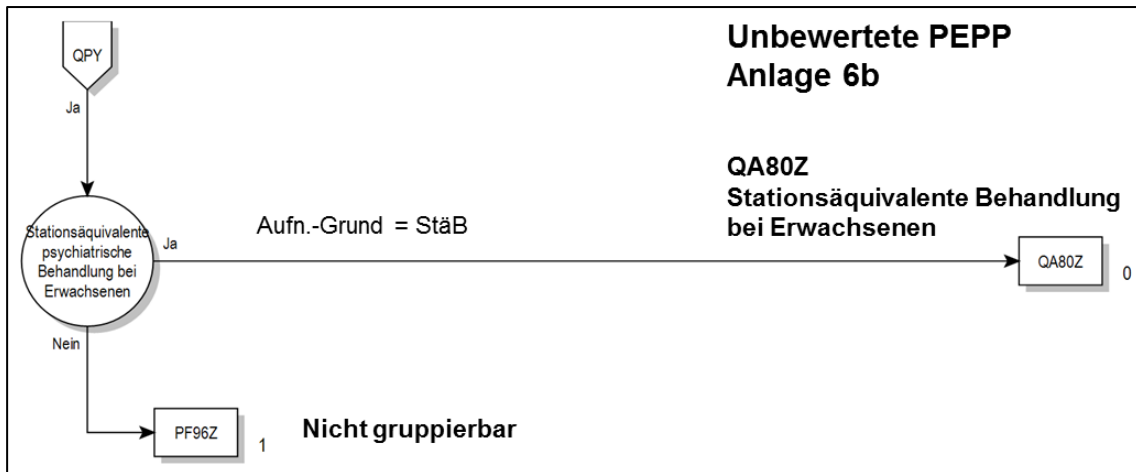 QPY
Ja
Unbewertete PEPP
Anlage 6b
QA80Z
Stationsäquivalente Behandlung
bei Erwachsenen
Stationsäquivalente
psychiatrische
Behandlung bei
Erwachsenen
Ja
Aufn.-Grund = StäB
QA80Z
0
Nein
PF96Z
1
Nicht gruppierbar